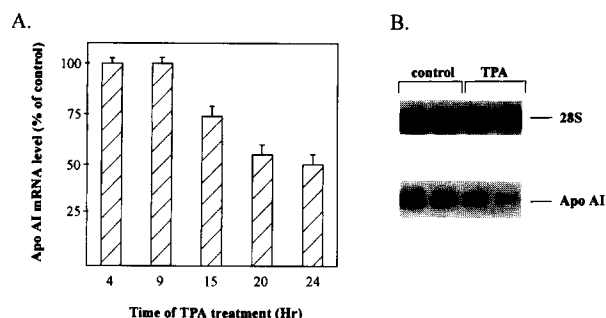 A.
Apo AI mRNA level (% of control)
100
75
50
25
4 9 15 20 24
Time of TPA treatment (Hr)
B.
control TPA
28S
Apo AI